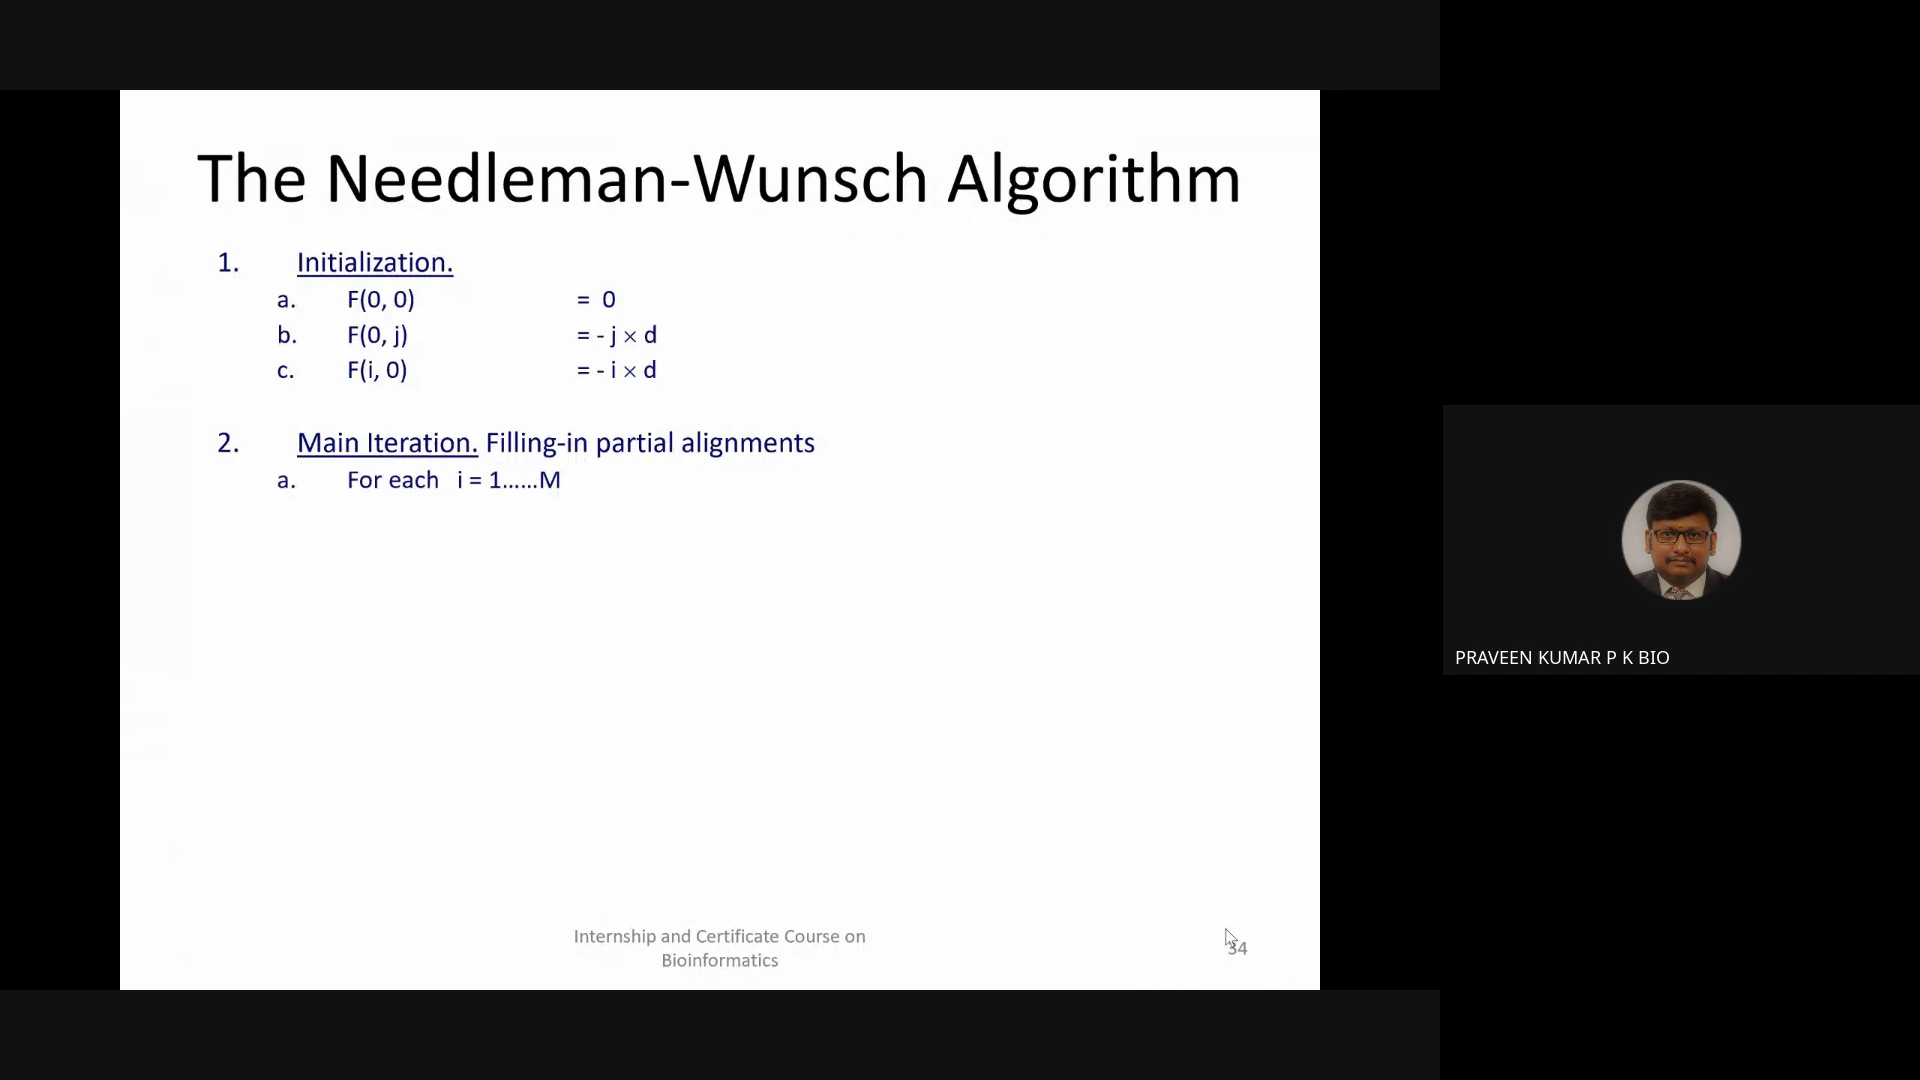 The Needleman-Wunsch Algorithm
1. Initialization.
a. F(0, 0) = 0
b. F(0, j) = - j × d
c. F(i, 0) = - i × d
2. Main Iteration. Filling-in partial alignments
a. For each i = 1......M
PRAVEEN KUMAR P K BIO
Internship and Certificate Course on
Bioinformatics
34